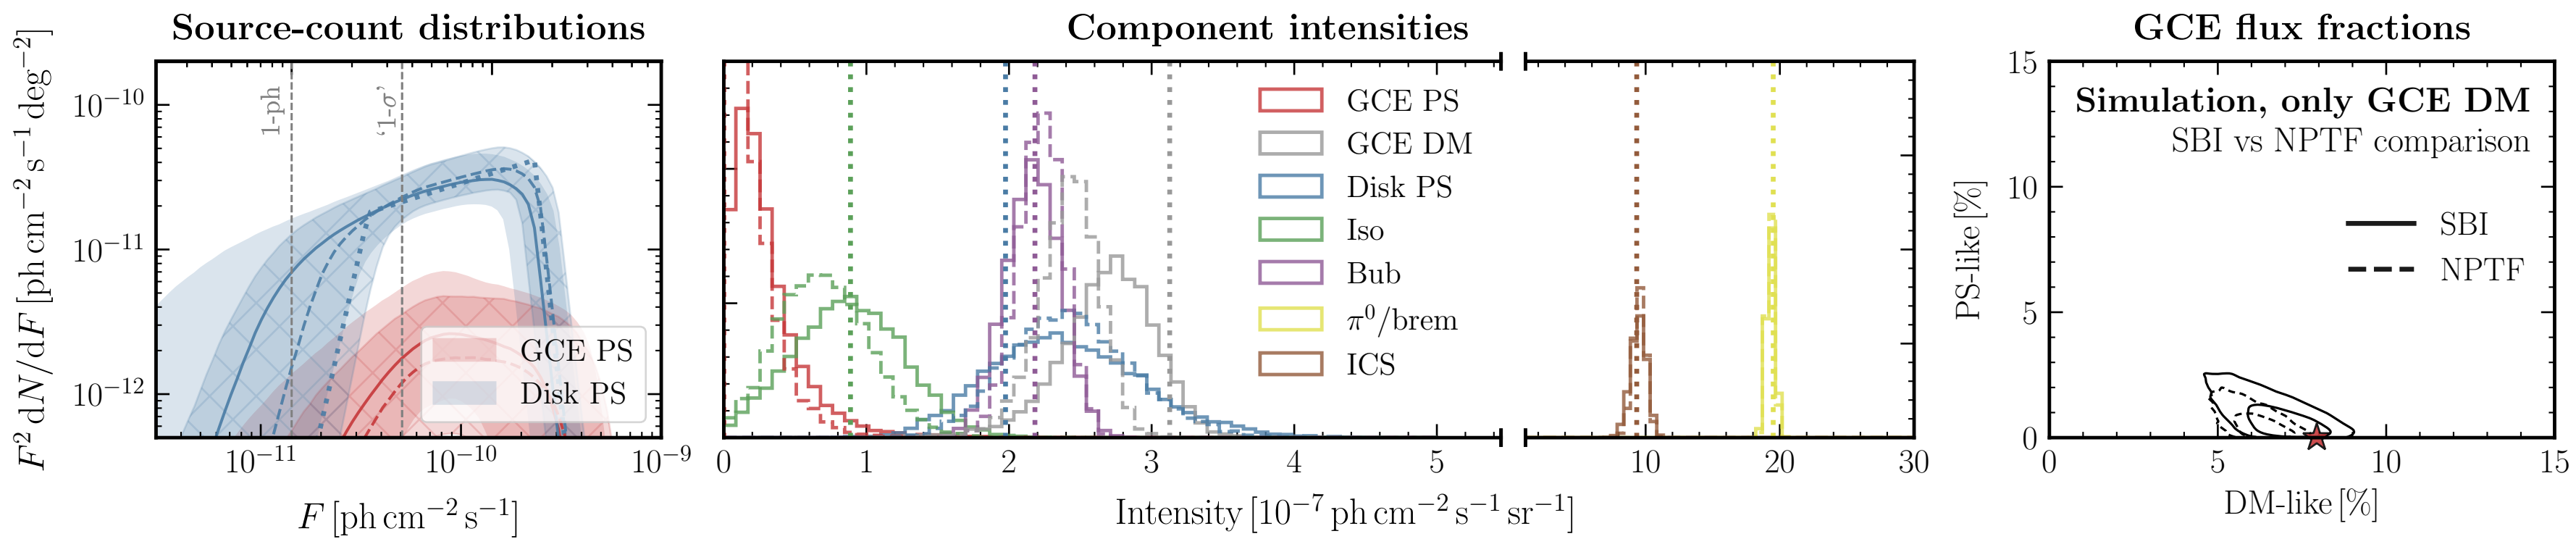 Source-count distributions
F² dN/dF [ph cm⁻² s⁻¹ deg⁻²]
10⁻¹⁰
10⁻¹¹
10⁻¹²
1-ph
‘1-σ’
GCE PS
Disk PS
10⁻¹¹ 10⁻¹⁰ 10⁻⁹
F [ph cm⁻² s⁻¹]
Component intensities
GCE PS
GCE DM
Disk PS
Iso
Bub
π⁰/brem
ICS
0 1 2 3 4 5 10 20 30
Intensity [10⁻⁷ ph cm⁻² s⁻¹ sr⁻¹]
GCE flux fractions
PS-like [%]
15
10
5
0
Simulation, only GCE DM
SBI vs NPTF comparison
SBI
NPTF
0 5 10 15
DM-like [%]